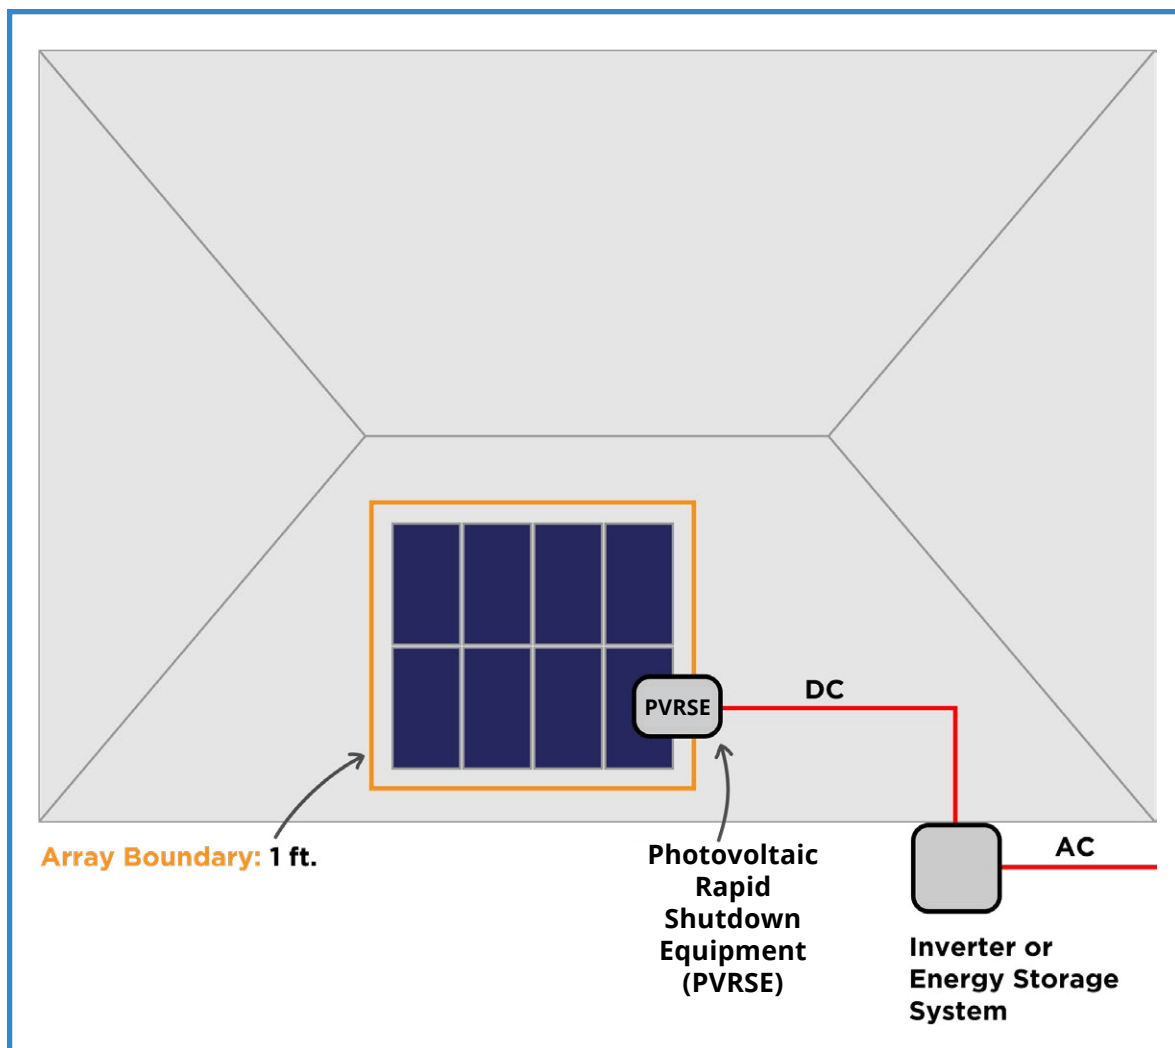 DC
PVRSE
Array Boundary: 1 ft.
Photovoltaic
Rapid
Shutdown
Equipment
(PVRSE)
AC
Inverter or
Energy Storage
System